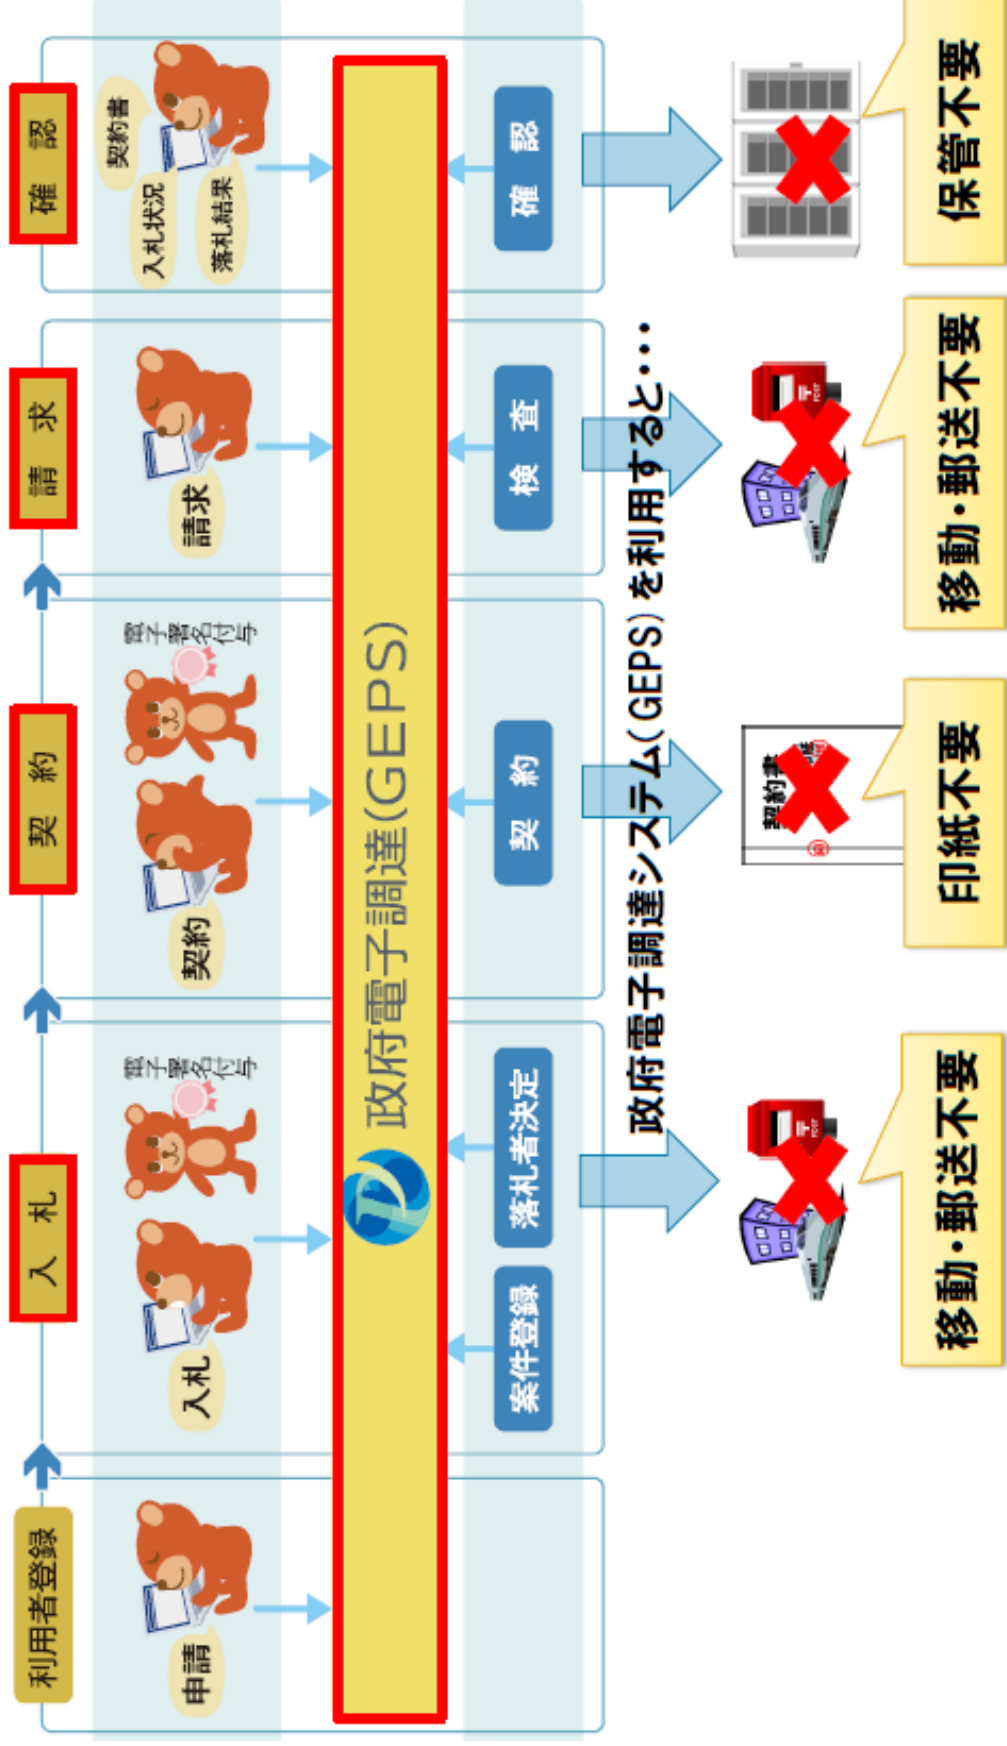 利用者登録
入 札
契 約
請 求
確 認
申請
入札
電子署名付与
契約
電子署名付与
請求
入札状況
契約書
落札結果
政府電子調達(GEPS)
案件登録
落札者決定
契 約
検 査
確 認
政府電子調達システム(GEPS)を利用すると・・・
POST
契約書
印
POST
移動・郵送不要
印紙不要
移動・郵送不要
保管不要